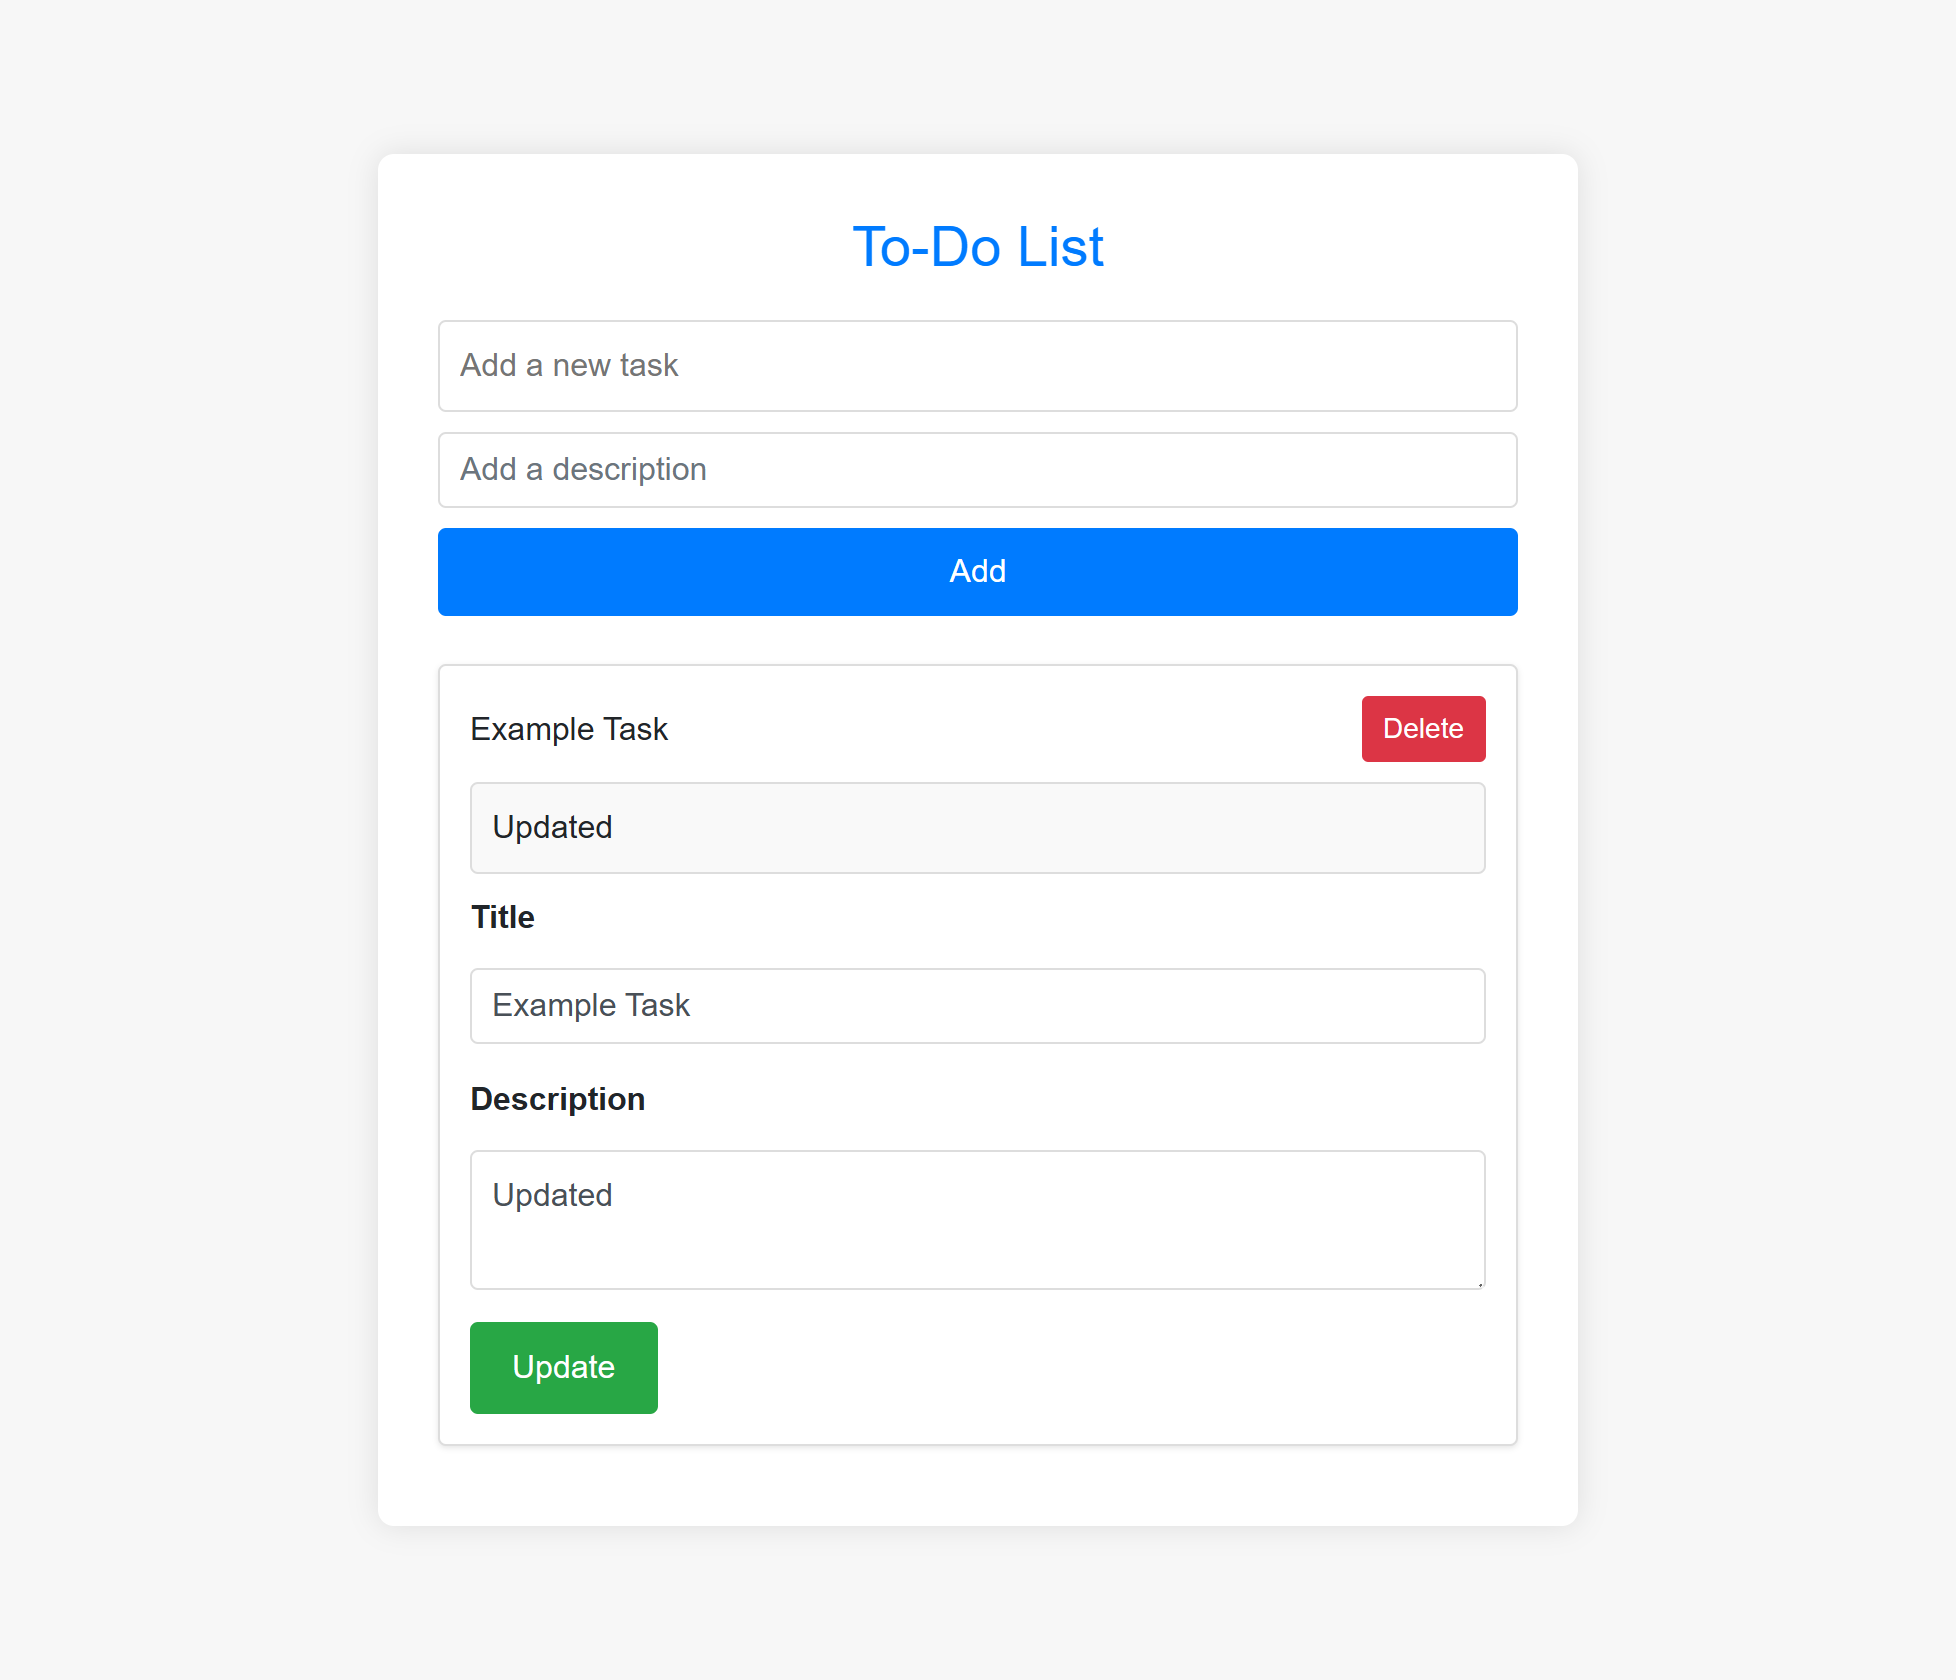 To-Do List
Add a new task
Add a description
Add
Example Task
Delete
Updated
Title
Example Task
Description
Updated
Update